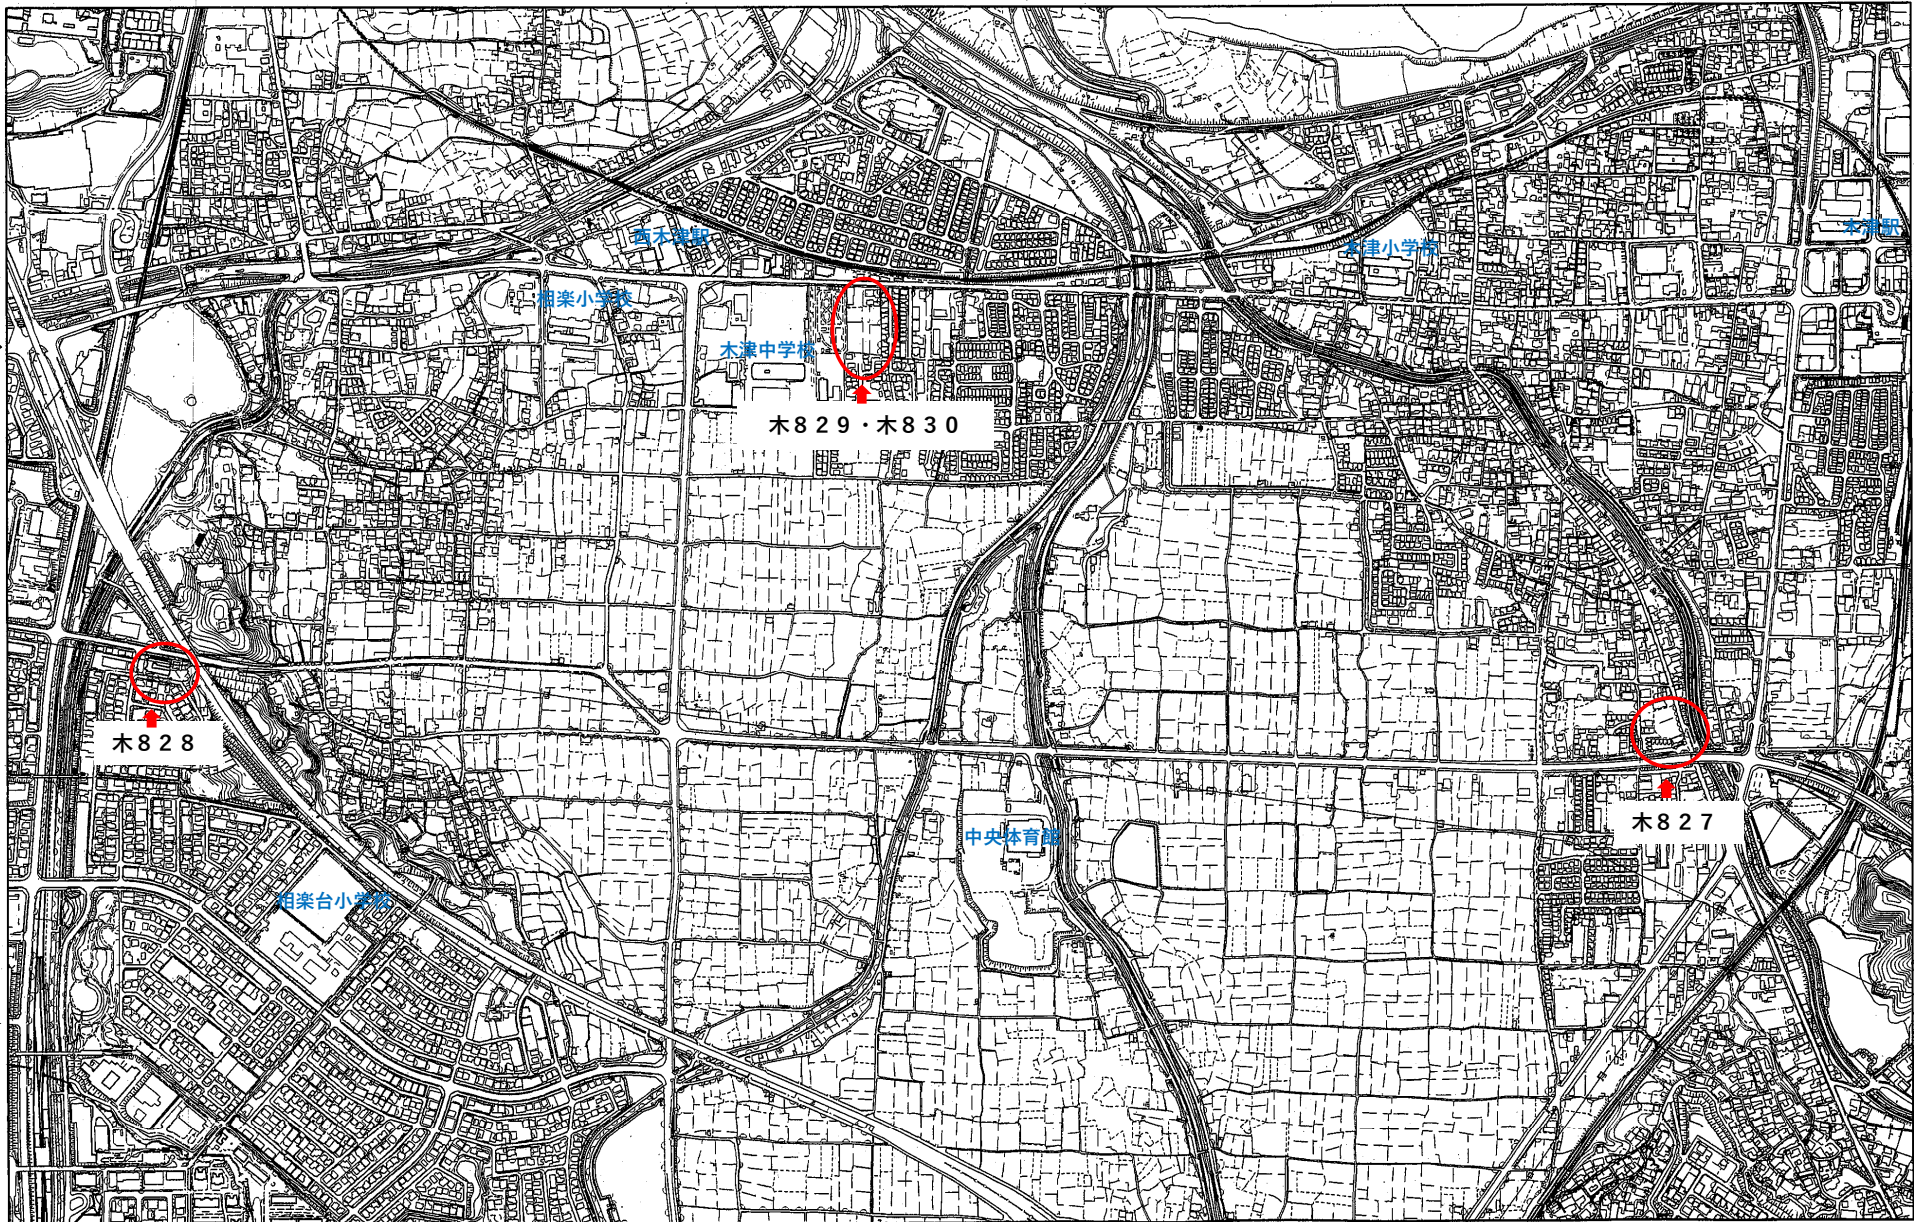 木津駅
西木津駅
木津小学校
相楽小学校
木津中学校
木８２９・木８３０
木８２８
木８２７
中央体育館
相楽台小学校